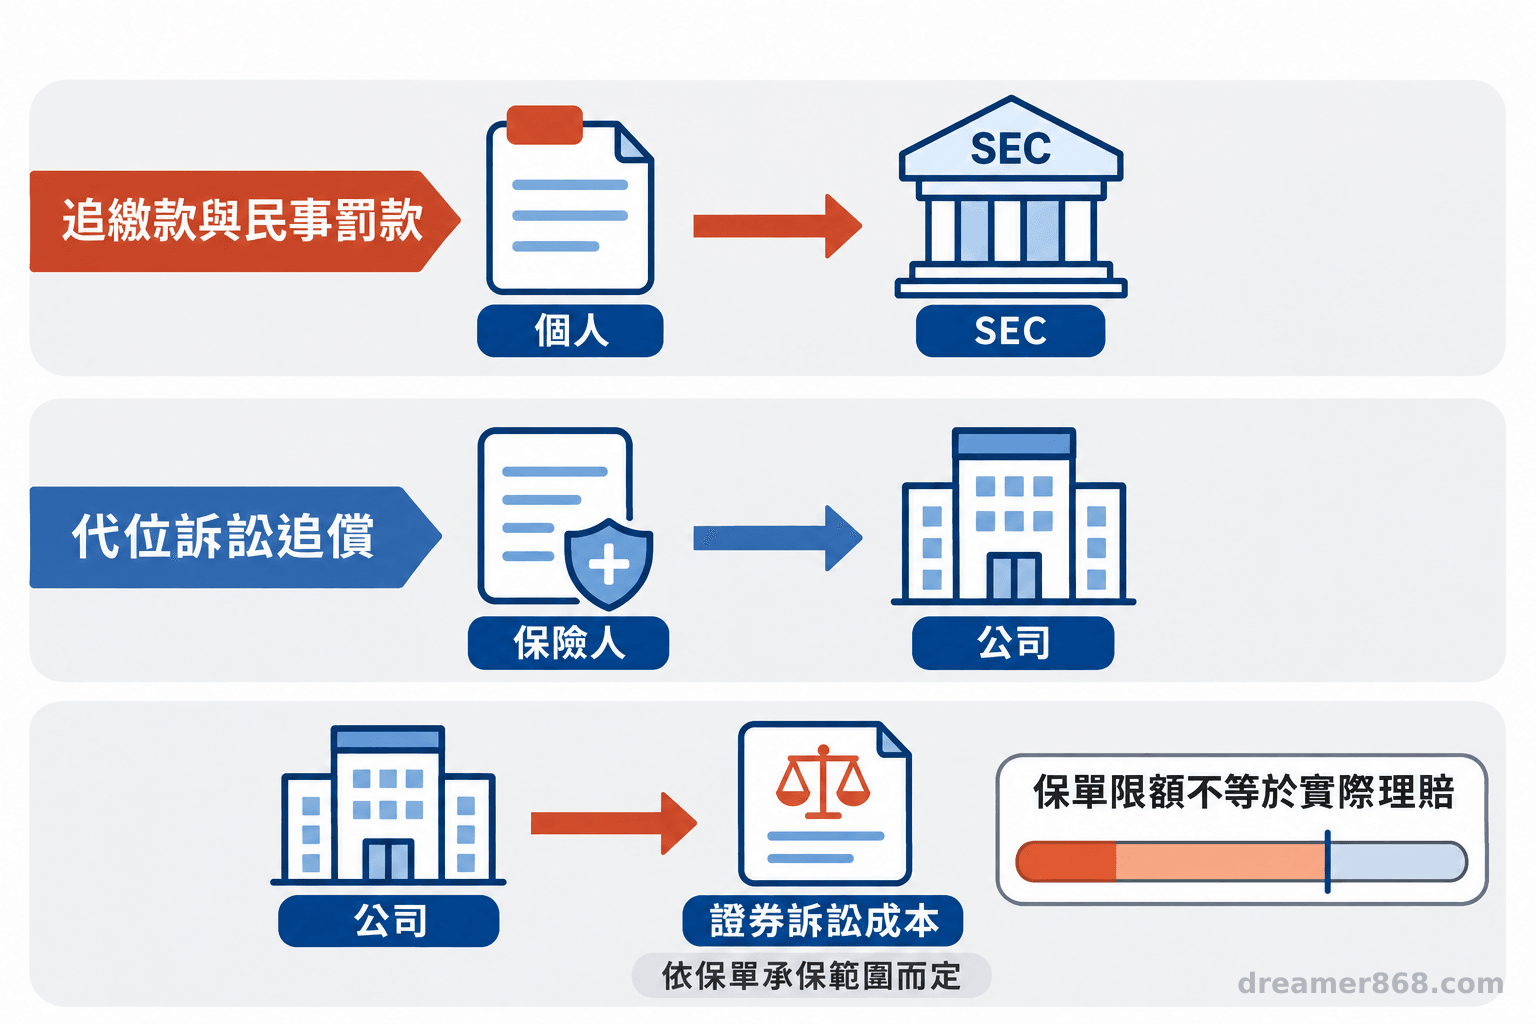 追繳款與民事罰款
SEC
個人
SEC
代位訴訟追償
保險人
公司
保單限額不等於實際理賠
公司
證券訴訟成本
依保單承保範圍而定
dreamer868.com